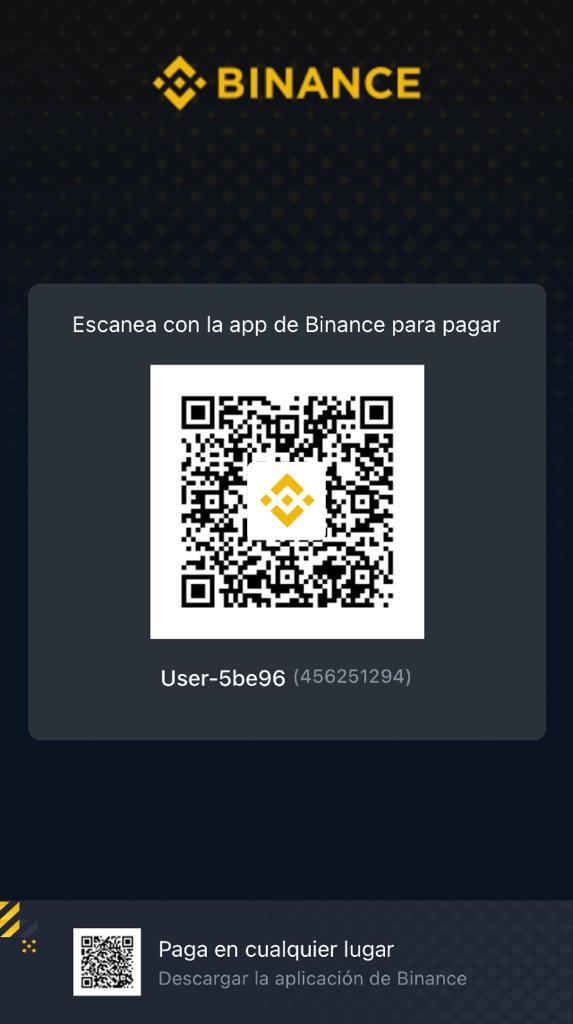 BINANCE
Escanea con la app de Binance para pagar
User-5be96 (456251294)
Paga en cualquier lugar
Descargar la aplicación de Binance